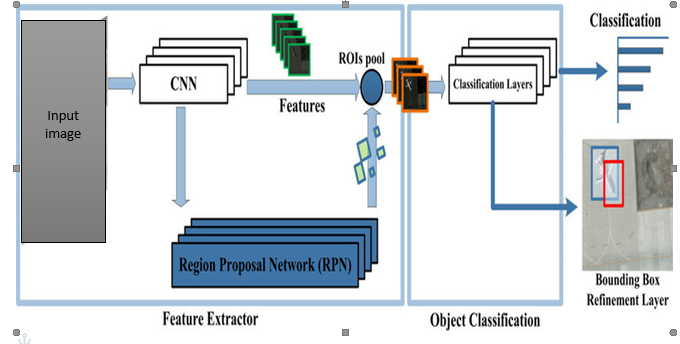 Input
image
CNN
Features
ROIs pool
Region Proposal Network (RPN)
Feature Extractor
Classification Layers
Object Classification
Classification
Bounding Box
Refinement Layer